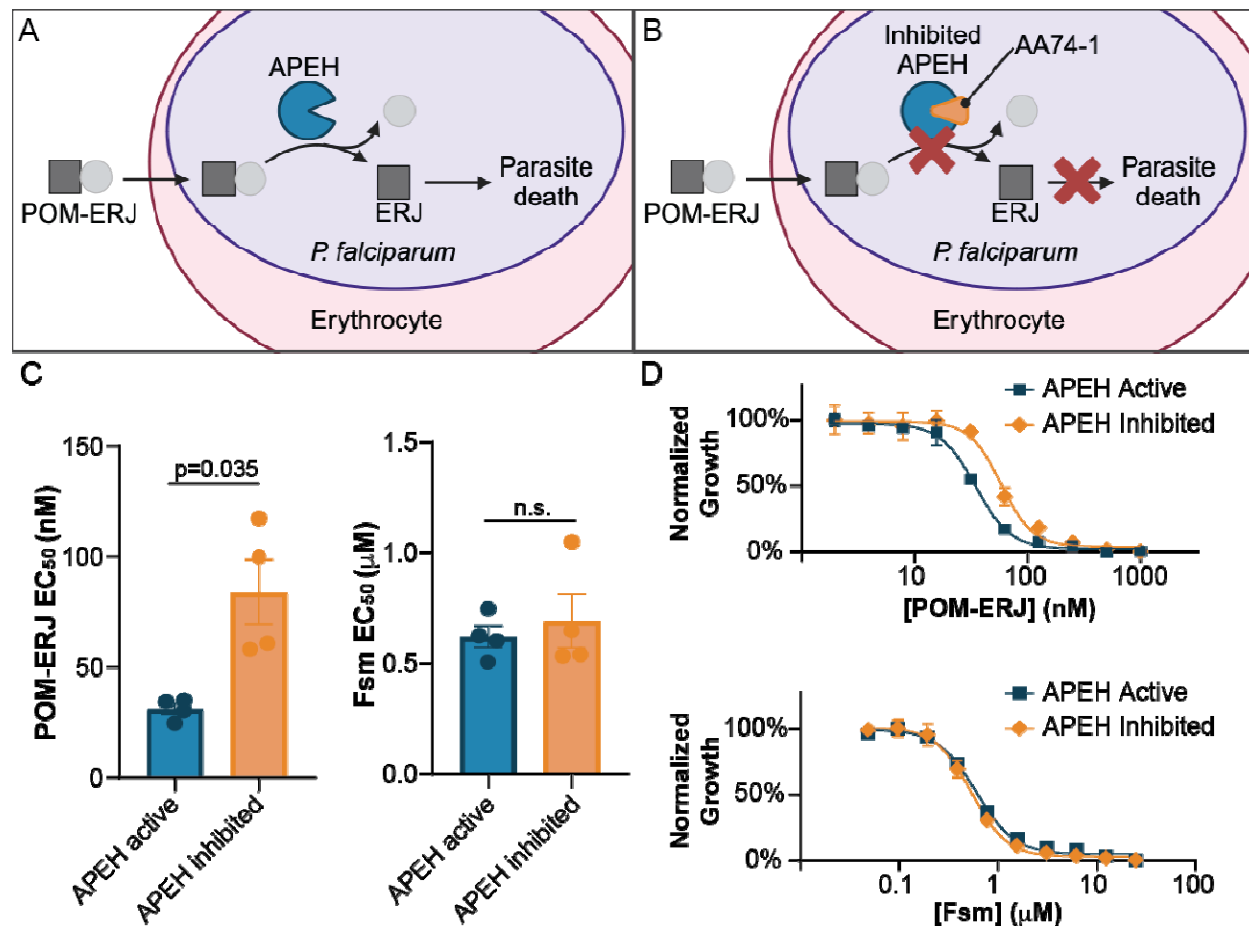 A
APEH
POM-ERJ
ERJ
Parasite
death
P. falciparum
Erythrocyte
B
Inhibited
APEH
AA74-1
POM-ERJ
ERJ
Parasite
death
P. falciparum
Erythrocyte
C
POM-ERJ EC₅₀ (nM)
150
100
50
0
p=0.035
APEH active
APEH inhibited
Fsm EC₅₀ (μM)
1.5
1.0
0.5
0.0
n.s.
APEH active
APEH inhibited
D
APEH Active
APEH Inhibited
Normalized
Growth
100%
50%
0%
10
100
1000
[POM-ERJ] (nM)
APEH Active
APEH Inhibited
Normalized
Growth
100%
50%
0%
0.1
1
10
100
[Fsm] (μM)